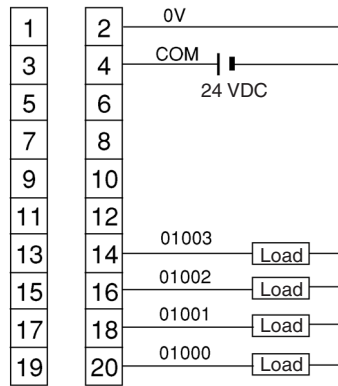 1 2 0V
3 4 COM
24 VDC
5 6
7 8
9 10
11 12
13 14 01003 Load
15 16 01002 Load
17 18 01001 Load
19 20 01000 Load